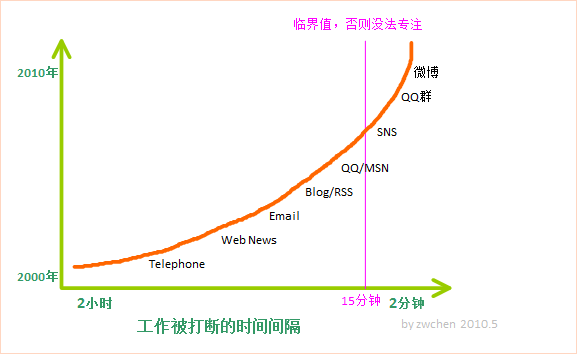 临界值，否则没法专注
2010年
微博
QQ群
SNS
QQ/MSN
Blog/RSS
Email
Web News
Telephone
2000年
2小时
15分钟
2分钟
工作被打断的时间间隔
by zwchen 2010.5